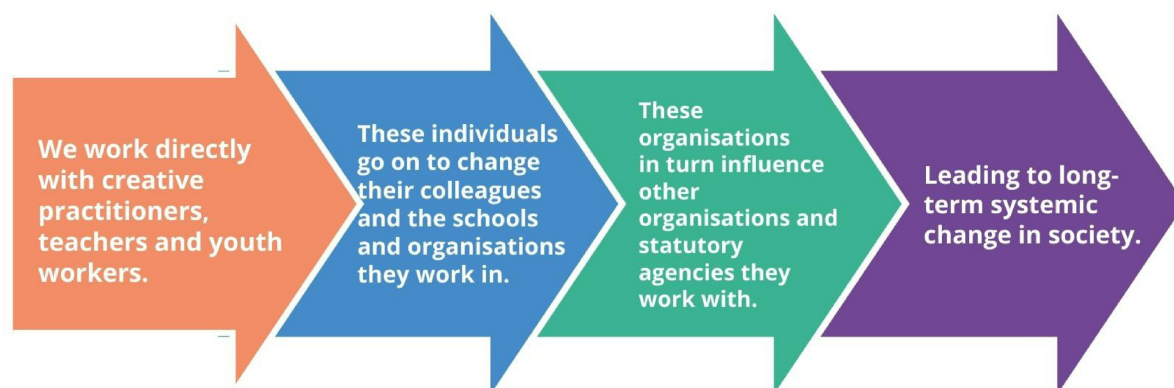 We work directly
with creative
practitioners,
teachers and youth
workers.
These individuals
go on to change
their colleagues
and the schools
and organisations
they work in.
These
organisations
in turn influence
other
organisations and
statutory
agencies they
work with.
Leading to long-
term systemic
change in society.